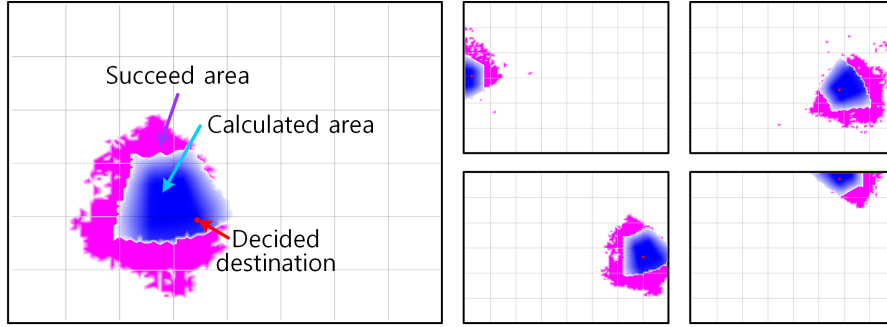 Succeed area
Calculated area
Decided
destination